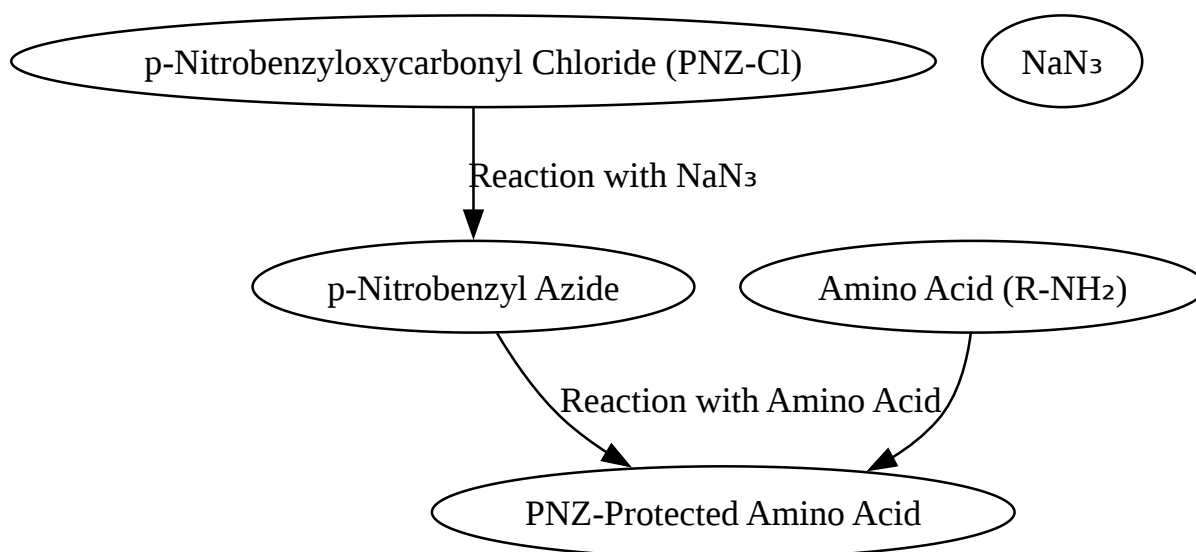 p-Nitrobenzyloxycarbonyl Chloride (PNZ-Cl)
NaN₃
Reaction with NaN₃
p-Nitrobenzyl Azide
Amino Acid (R-NH₂)
Reaction with Amino Acid
PNZ-Protected Amino Acid